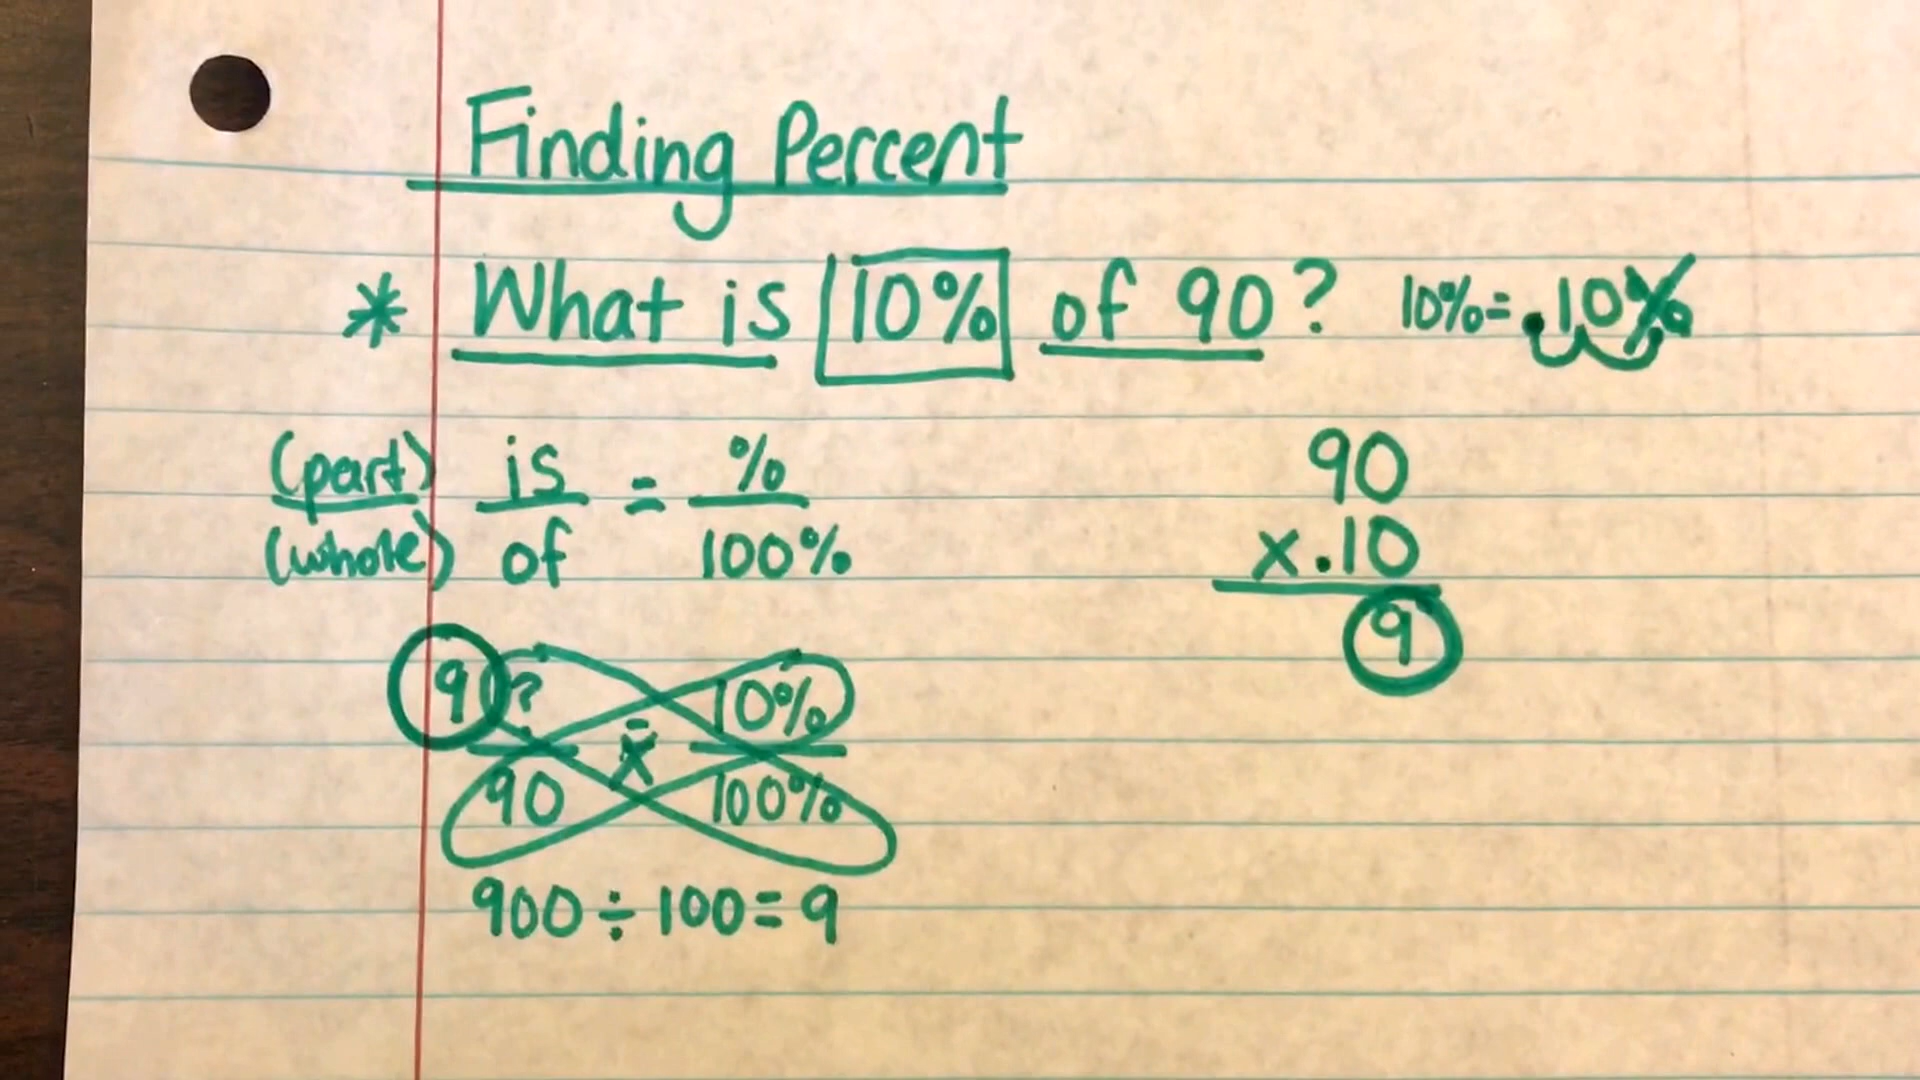 Finding Percent
* What is 10% of 90? 10%= .10%
(part) is = %
(whole) of 100%
90
x.10
9
9 ? = 10%
x
90 100%
900 ÷ 100 = 9